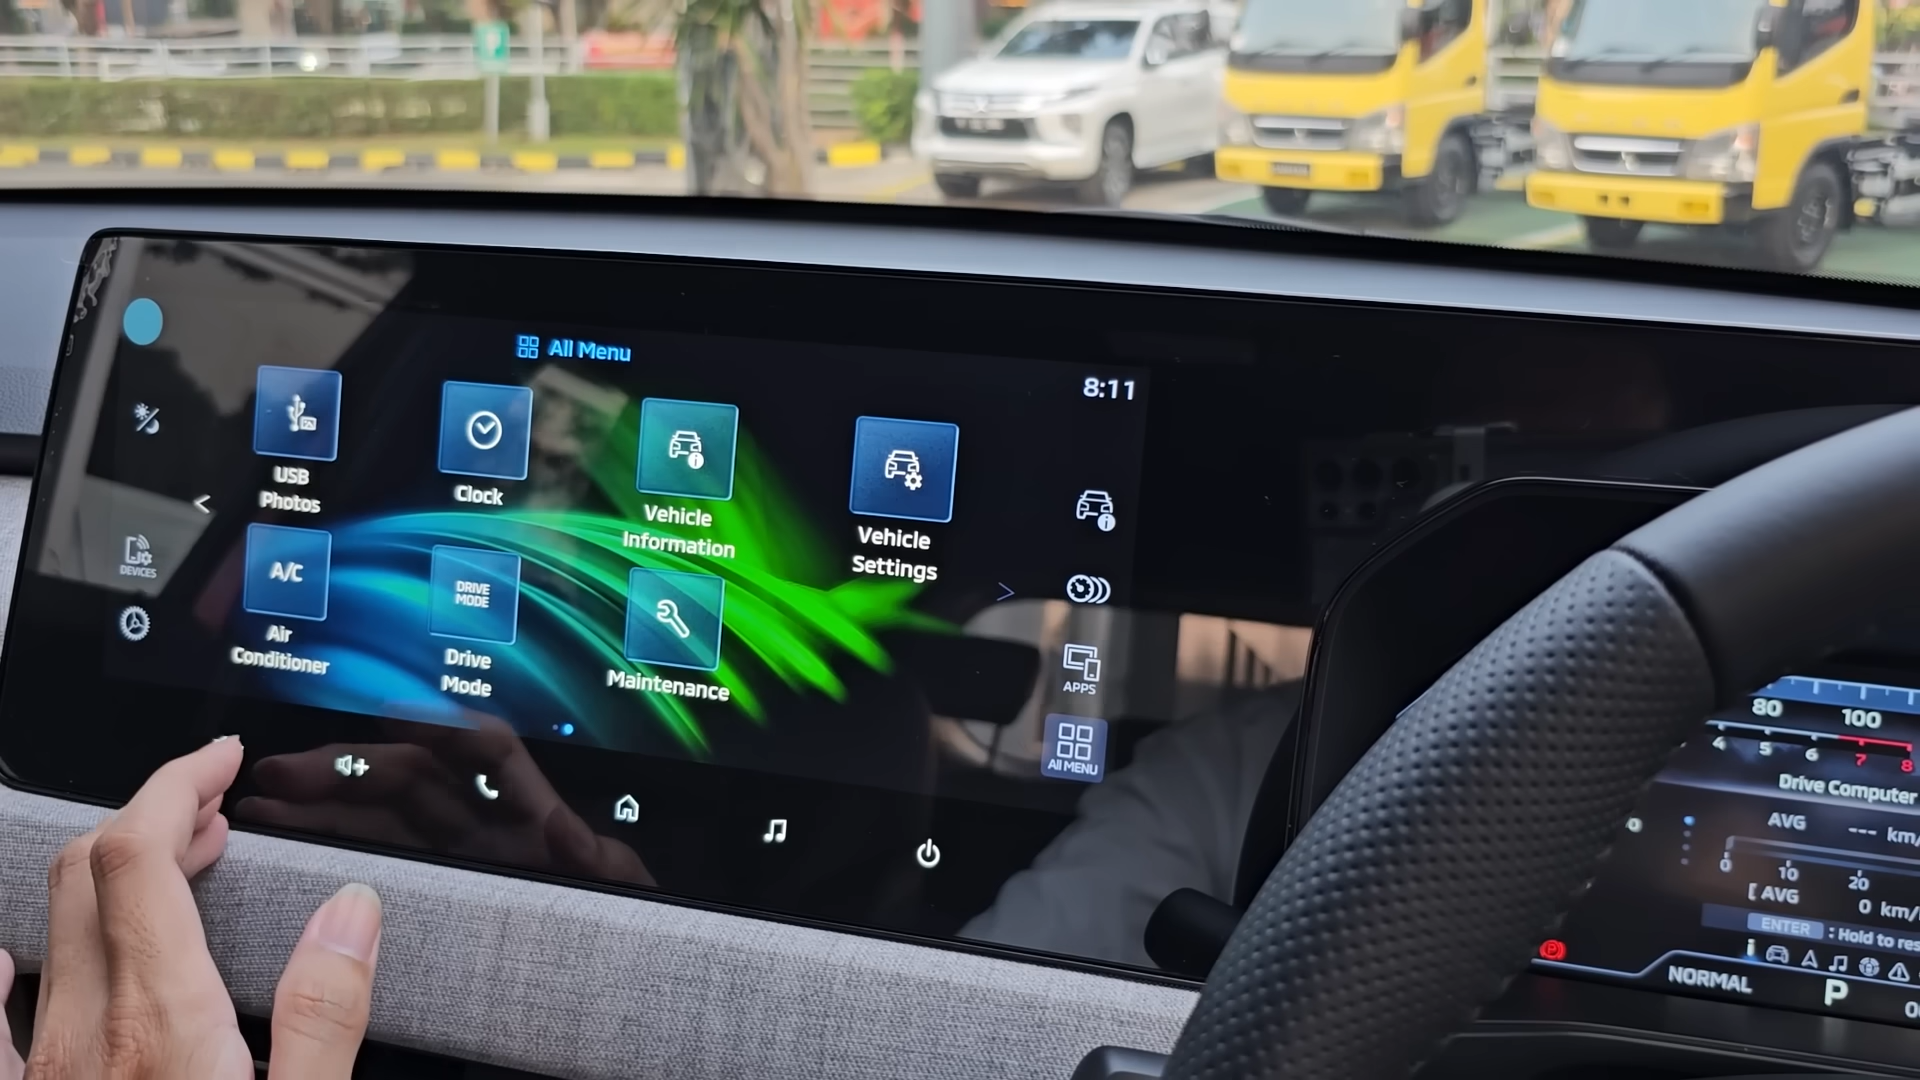 All Menu
8:11
USB
Photos
Clock
Vehicle
Information
Vehicle
Settings
DEVICES
A/C
Air
Conditioner
DRIVE
MODE
Drive
Mode
Maintenance
APPS
All MENU
80 100
4 5 6 7 8
Drive Computer
AVG --- km/
0 10 20
[ AVG
0 km/
ENTER : Hold to res
NORMAL
P